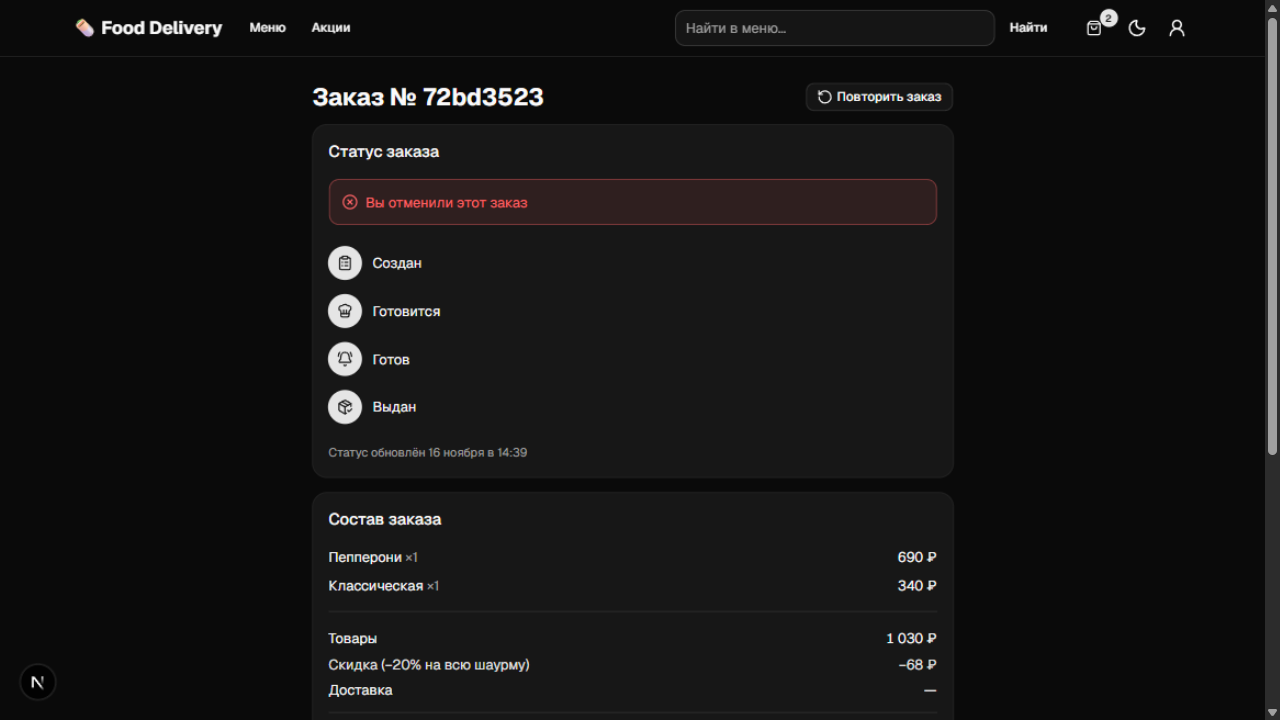 Food Delivery Меню Акции Найти в меню... Найти 2
Заказ № 72bd3523 Повторить заказ
Статус заказа
Вы отменили этот заказ
Создан
Готовится
Готов
Выдан
Статус обновлён 16 ноября в 14:39
Состав заказа
Пепперони ×1 690 ₽
Классическая ×1 340 ₽
Товары 1 030 ₽
Скидка (−20% на всю шаурму) −68 ₽
Доставка —
N